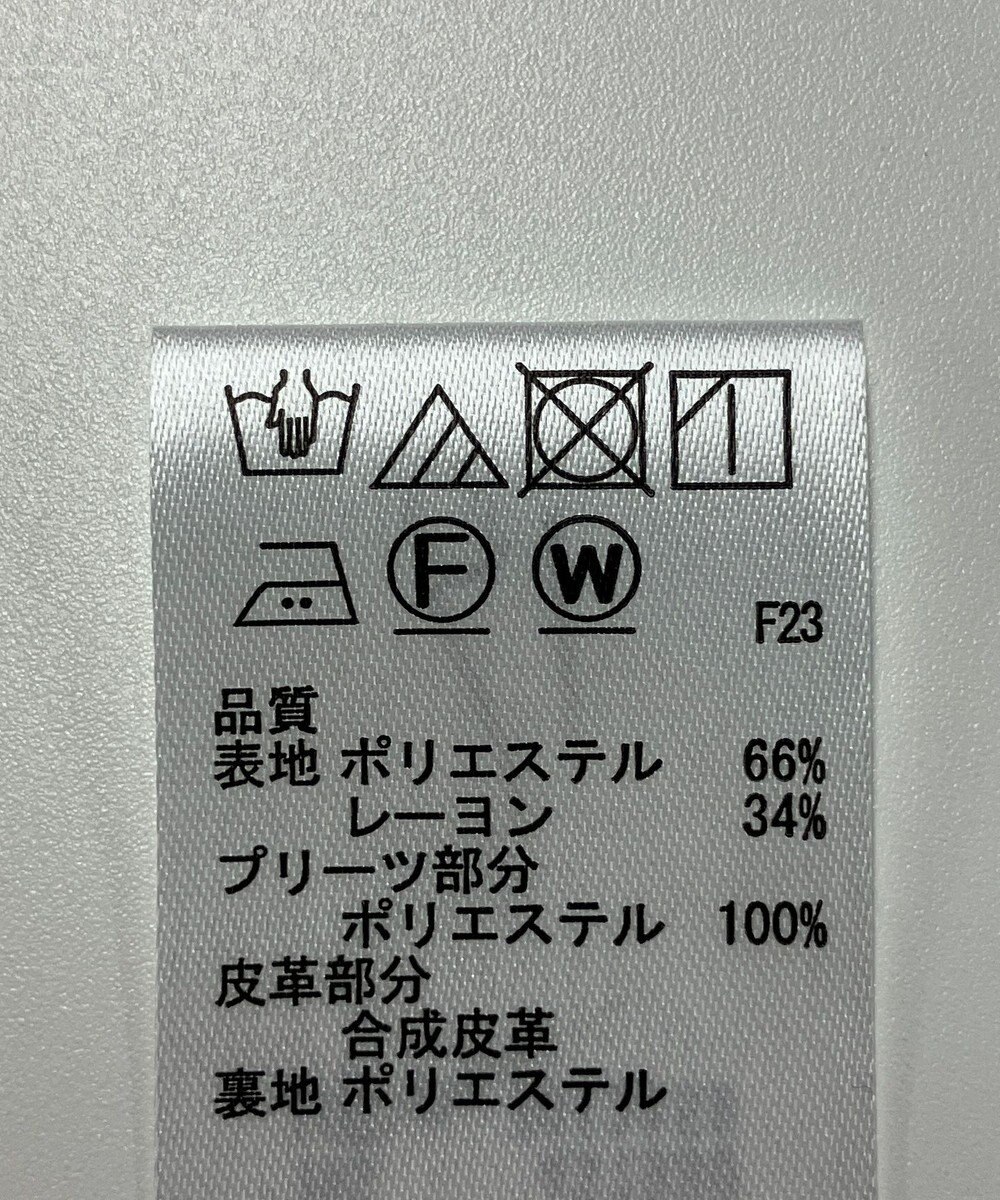 F W
F23
品質
表地 ポリエステル 66%
レーヨン 34%
プリーツ部分
ポリエステル 100%
皮革部分
合成皮革
裏地 ポリエステル